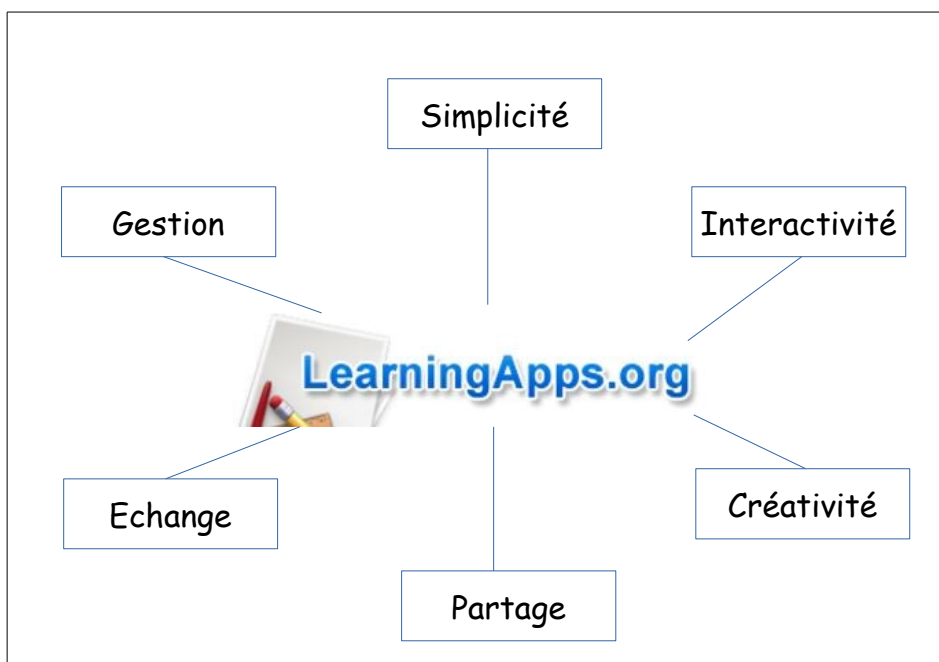 Simplicité
Gestion
Interactivité
LearningApps.org
Echange
Créativité
Partage